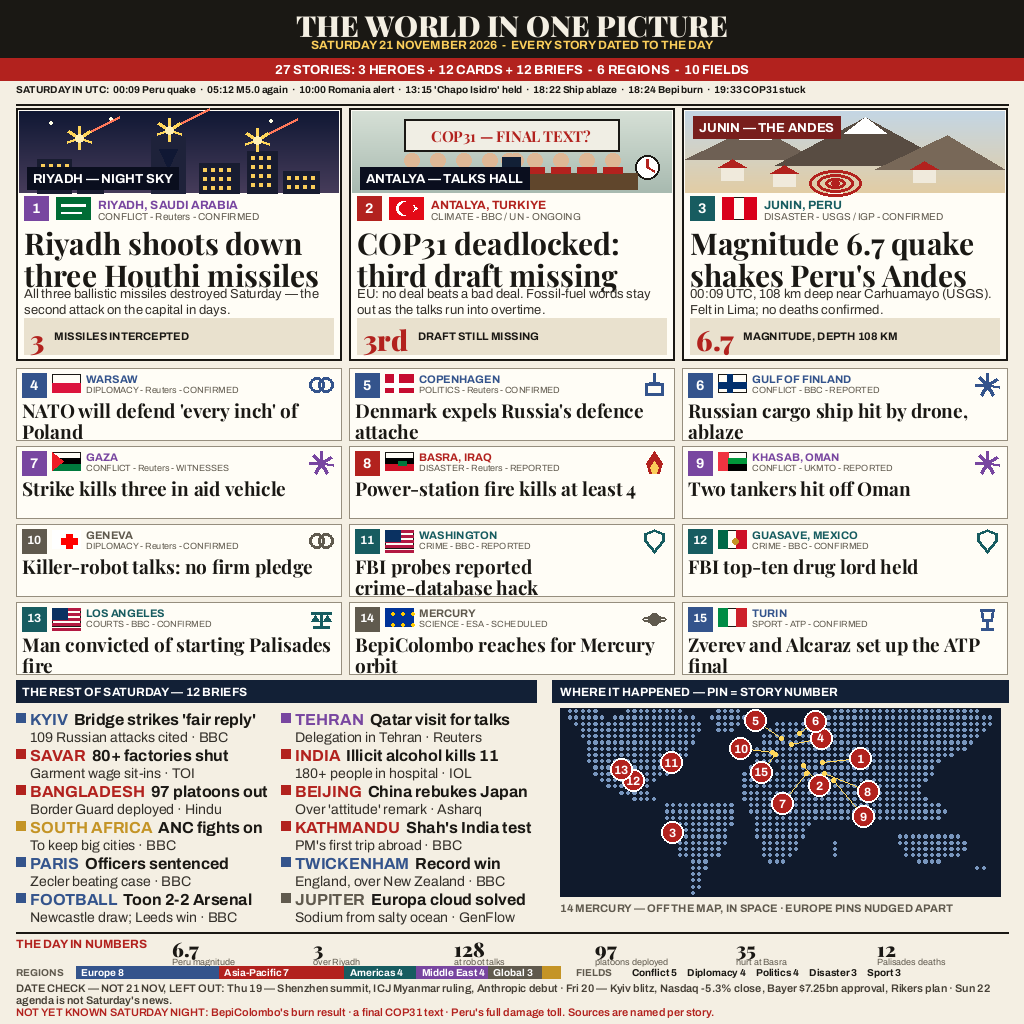 THE WORLD IN ONE PICTURE
SATURDAY 21 NOVEMBER 2026 - EVERY STORY DATED TO THE DAY
27 STORIES: 3 HEROES + 12 CARDS + 12 BRIEFS - 6 REGIONS - 10 FIELDS
SATURDAY IN UTC: 00:09 Peru quake · 05:12 M5.0 again · 10:00 Romania alert · 13:15 'Chapo Isidro' held · 18:22 Ship ablaze · 18:24 Bepi burn · 19:33 COP31 stuck
RIYADH — NIGHT SKY
1
RIYADH, SAUDI ARABIA
CONFLICT - Reuters - CONFIRMED
Riyadh shoots down
three Houthi missiles
All three ballistic missiles destroyed Saturday — the
second attack on the capital in days.
3 MISSILES INTERCEPTED
COP31 — FINAL TEXT?
ANTALYA — TALKS HALL
2
ANTALYA, TURKIYE
CLIMATE - BBC / UN - ONGOING
COP31 deadlocked:
third draft missing
EU: no deal beats a bad deal. Fossil-fuel words stay
out as the talks run into overtime.
3rd DRAFT STILL MISSING
JUNIN — THE ANDES
3
JUNIN, PERU
DISASTER - USGS / IGP - CONFIRMED
Magnitude 6.7 quake
shakes Peru's Andes
00:09 UTC, 108 km deep near Carhuamayo (USGS).
Felt in Lima; no deaths confirmed.
6.7 MAGNITUDE, DEPTH 108 KM
4
WARSAW
DIPLOMACY - Reuters - CONFIRMED
NATO will defend 'every inch' of
Poland
5
COPENHAGEN
POLITICS - Reuters - CONFIRMED
Denmark expels Russia's defence
attache
6
GULF OF FINLAND
CONFLICT - BBC - REPORTED
Russian cargo ship hit by drone,
ablaze
7
GAZA
CONFLICT - Reuters - WITNESSES
Strike kills three in aid vehicle
8
BASRA, IRAQ
DISASTER - Reuters - REPORTED
Power-station fire kills at least 4
9
KHASAB, OMAN
CONFLICT - UKMTO - REPORTED
Two tankers hit off Oman
10
GENEVA
DIPLOMACY - Reuters - CONFIRMED
Killer-robot talks: no firm pledge
11
WASHINGTON
CRIME - BBC - REPORTED
FBI probes reported
crime-database hack
12
GUASAVE, MEXICO
CRIME - BBC - CONFIRMED
FBI top-ten drug lord held
13
LOS ANGELES
COURTS - BBC - CONFIRMED
Man convicted of starting Palisades
fire
14
MERCURY
SCIENCE - ESA - SCHEDULED
BepiColombo reaches for Mercury
orbit
15
TURIN
SPORT - ATP - CONFIRMED
Zverev and Alcaraz set up the ATP
final
THE REST OF SATURDAY — 12 BRIEFS
KYIV Bridge strikes 'fair reply'
109 Russian attacks cited · BBC
SAVAR 80+ factories shut
Garment wage sit-ins · TOI
BANGLADESH 97 platoons out
Border Guard deployed · Hindu
SOUTH AFRICA ANC fights on
To keep big cities · BBC
PARIS Officers sentenced
Zecler beating case · BBC
FOOTBALL Toon 2-2 Arsenal
Newcastle draw; Leeds win · BBC
TEHRAN Qatar visit for talks
Delegation in Tehran · Reuters
INDIA Illicit alcohol kills 11
180+ people in hospital · IOL
BEIJING China rebukes Japan
Over 'attitude' remark · Asharq
KATHMANDU Shah's India test
PM's first trip abroad · BBC
TWICKENHAM Record win
England, over New Zealand · BBC
JUPITER Europa cloud solved
Sodium from salty ocean · GenFlow
WHERE IT HAPPENED — PIN = STORY NUMBER
5
6
4
10
1
11
13
12
15
2
8
7
9
3
14 MERCURY — OFF THE MAP, IN SPACE · EUROPE PINS NUDGED APART
THE DAY IN NUMBERS
6.7
Peru magnitude
3
over Riyadh
128
at robot talks
97
platoons deployed
35
hurt at Basra
12
Palisades deaths
REGIONS Europe 8 Asia-Pacific 7 Americas 4 Middle East 4 Global 3
FIELDS Conflict 5 Diplomacy 4 Politics 4 Disaster 3 Sport 3
DATE CHECK — NOT 21 NOV, LEFT OUT: Thu 19 — Shenzhen summit, ICJ Myanmar ruling, Anthropic debut · Fri 20 — Kyiv blitz, Nasdaq -5.3% close, Bayer $7.25bn approval, Rikers plan · Sun 22
agenda is not Saturday's news.
NOT YET KNOWN SATURDAY NIGHT: BepiColombo's burn result · a final COP31 text · Peru's full damage toll. Sources are named per story.